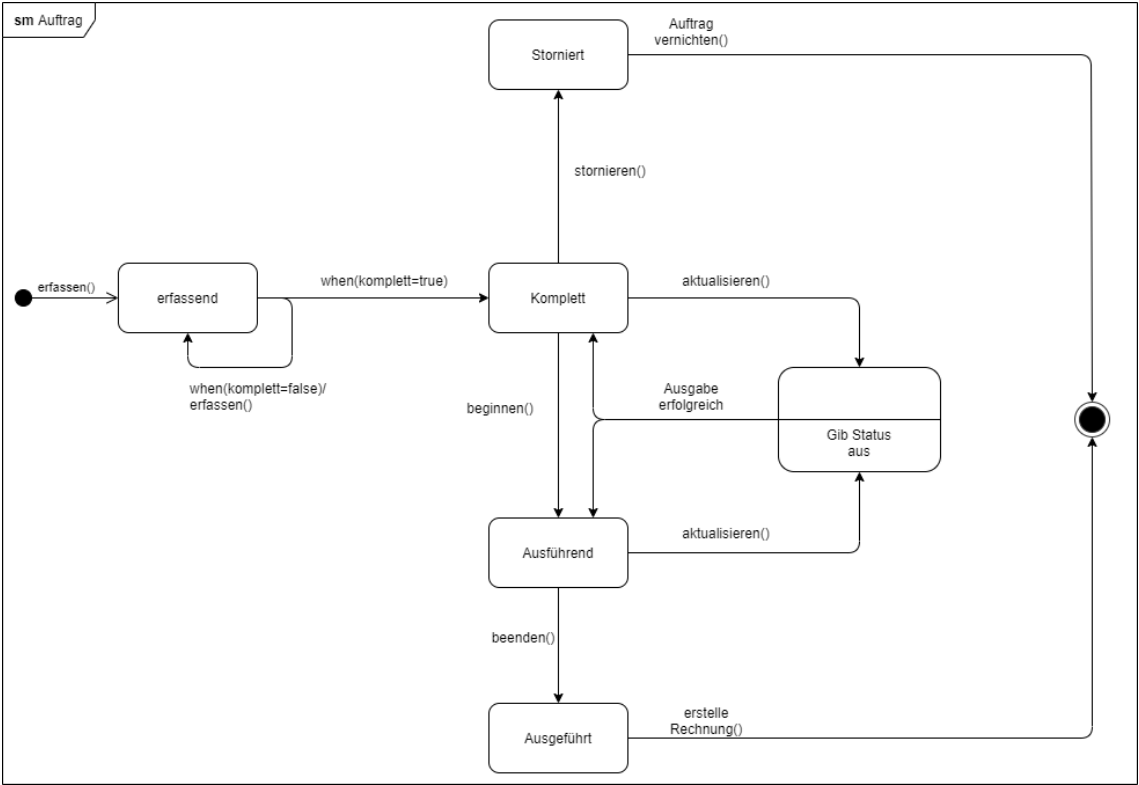 sm Auftrag
Auftrag
vernichten()
Storniert
stornieren()
erfassen()
erfassend
when(komplett=true)
Komplett
aktualisieren()
when(komplett=false)/
erfassen()
beginnen()
Ausgabe
erfolgreich
Gib Status
aus
Ausführend
aktualisieren()
beenden()
Ausgeführt
erstelle
Rechnung()